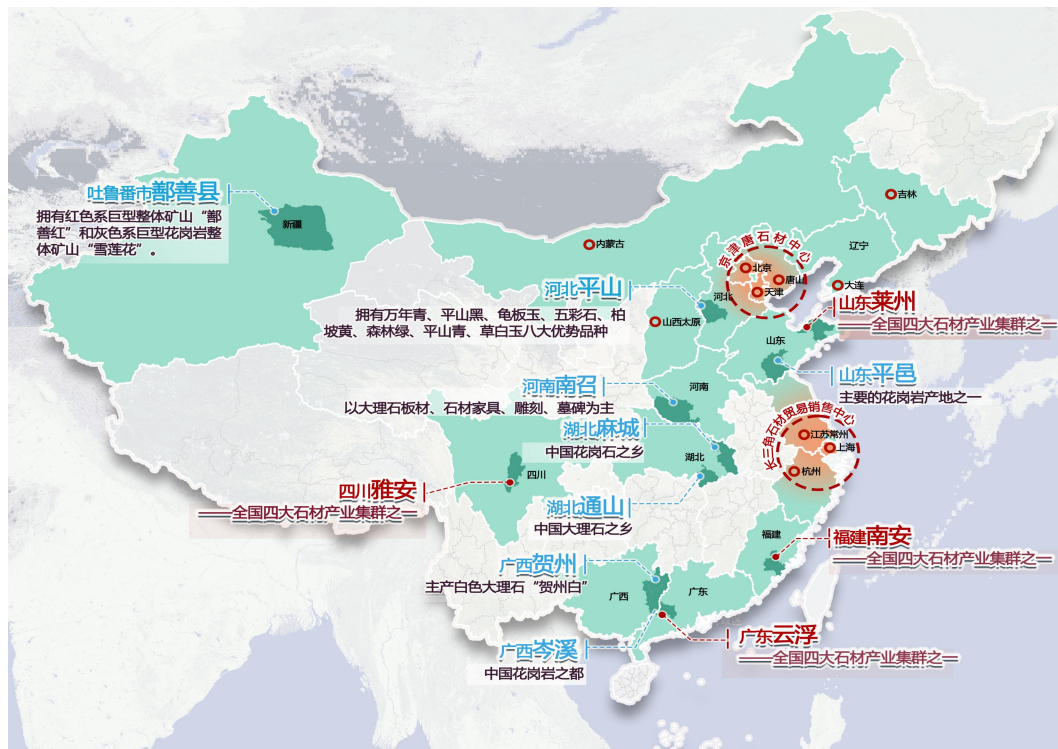 吐鲁番市鄯善县
拥有红色系巨型整体矿山“鄯
善红”和灰色系巨型花岗岩整
体矿山“雪莲花”。
新疆
内蒙古
吉林
辽宁
大连
京津唐石材中心
北京
唐山
天津
河北
河北平山
拥有万年青、平山黑、龟板玉、五彩石、柏
坡黄、森林绿、平山青、草白玉八大优势品种
山西太原
山东莱州
——全国四大石材产业集群之一
山东
山东平邑
主要的花岗岩产地之一
河南
河南南召
以大理石板材、石材家具、雕刻、墓碑为主
湖北麻城
中国花岗石之乡
湖北
长三角石材贸易销售中心
江苏常州
上海
杭州
四川
四川雅安
——全国四大石材产业集群之一
湖北通山
中国大理石之乡
福建
福建南安
——全国四大石材产业集群之一
广西贺州
主产白色大理石“贺州白”
广西
广东
广东云浮
——全国四大石材产业集群之一
广西岑溪
中国花岗岩之都